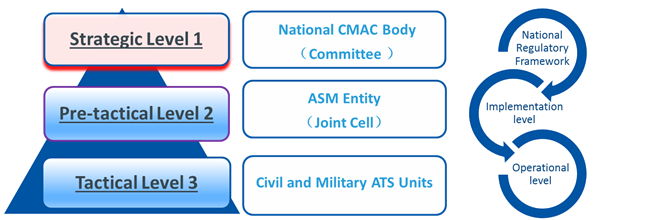 Strategic Level 1
National CMAC Body
（Committee ）
National
Regulatory
Framework
Pre-tactical Level 2
ASM Entity
（Joint Cell）
Implementation
level
Tactical Level 3
Civil and Military ATS Units
Operational
level